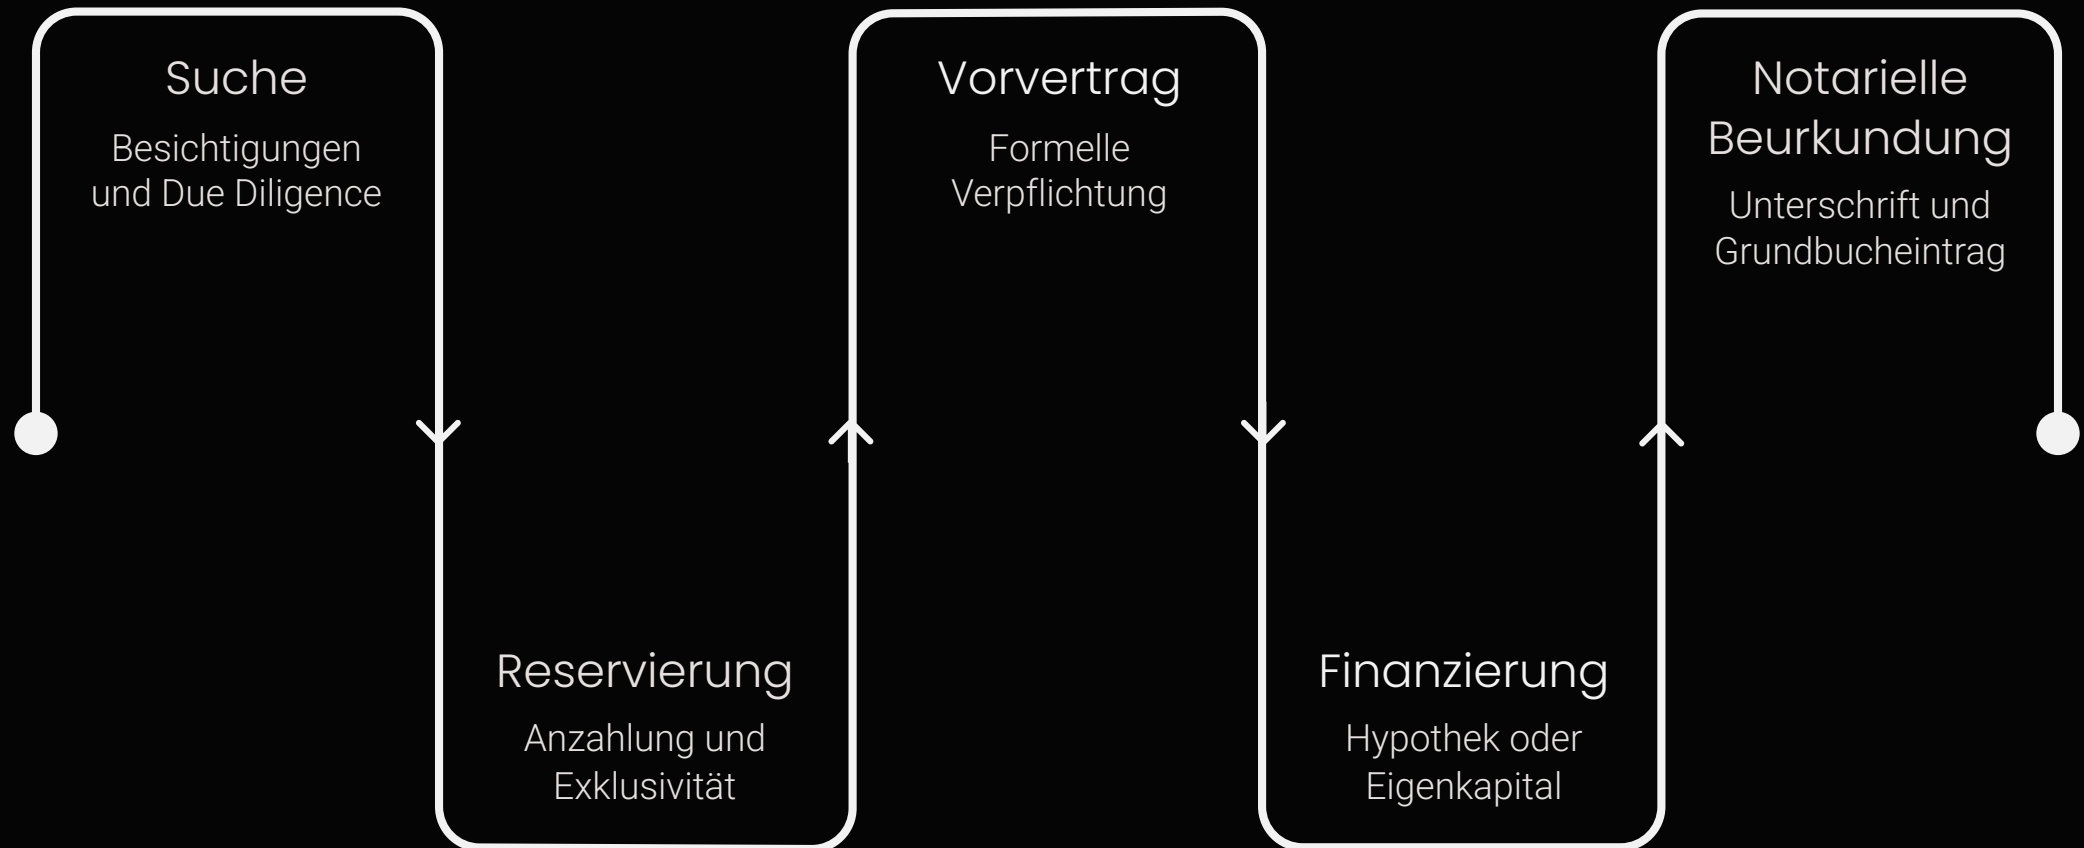 Suche
Besichtigungen
und Due Diligence
Reservierung
Anzahlung und
Exklusivität
Vorvertrag
Formelle
Verpflichtung
Finanzierung
Hypothek oder
Eigenkapital
Notarielle
Beurkundung
Unterschrift und
Grundbucheintrag